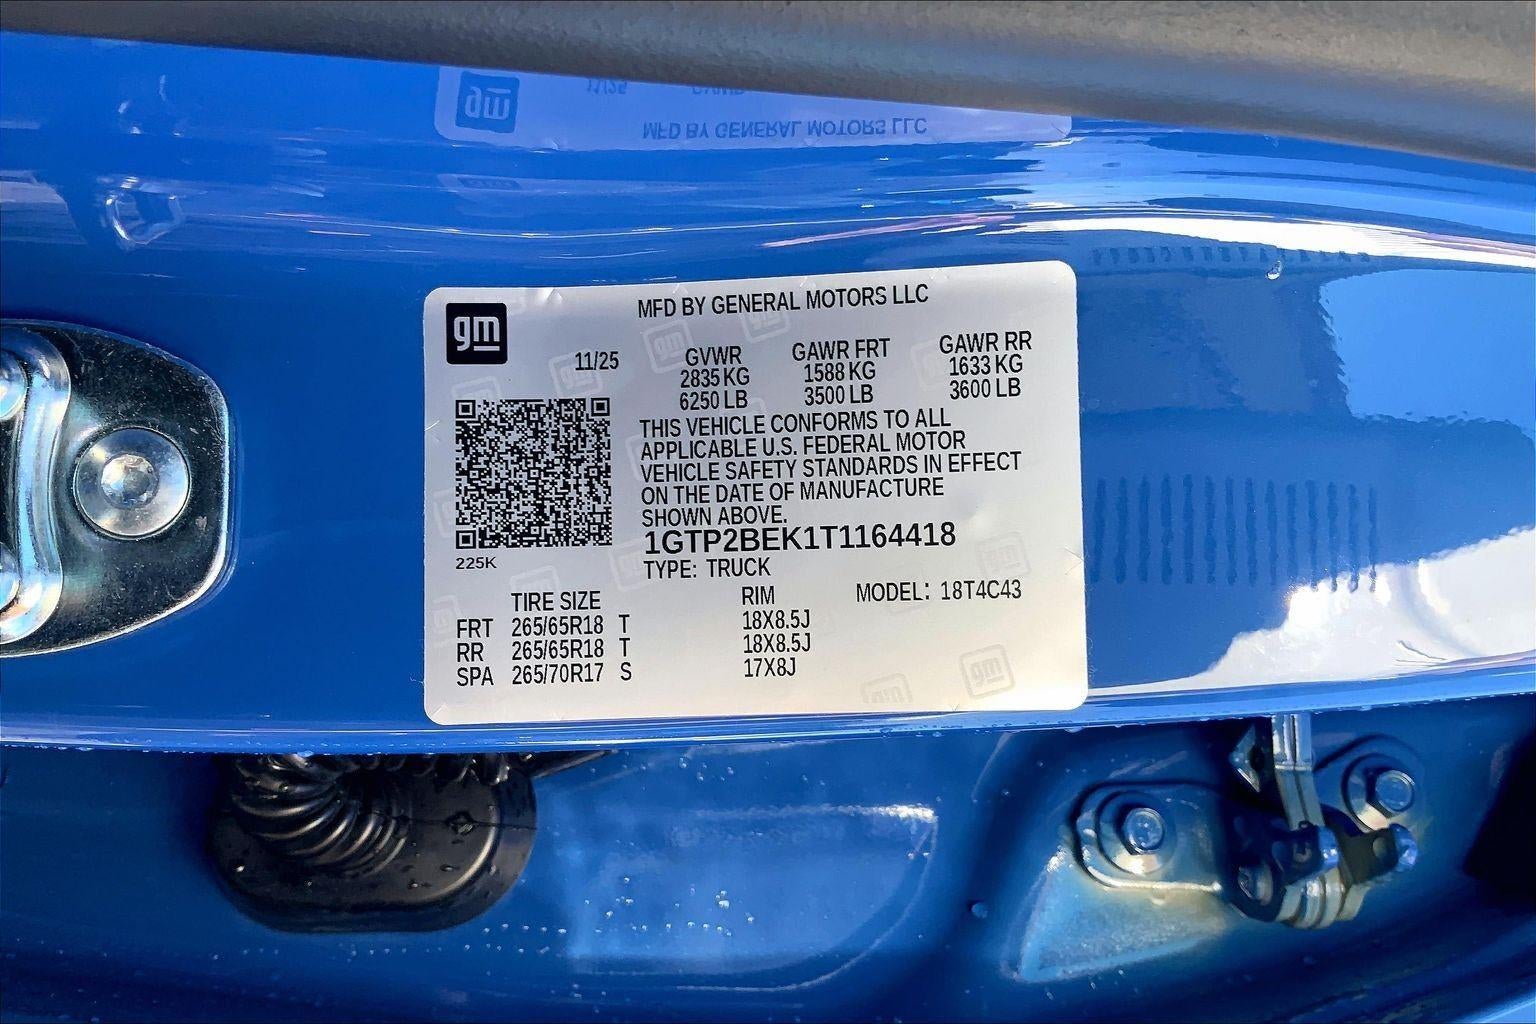 gm
MFD BY GENERAL MOTORS LLC
11/25
GVWR GAWR FRT GAWR RR
2835 KG 1588 KG 1633 KG
6250 LB 3500 LB 3600 LB
THIS VEHICLE CONFORMS TO ALL
APPLICABLE U.S. FEDERAL MOTOR
VEHICLE SAFETY STANDARDS IN EFFECT
ON THE DATE OF MANUFACTURE
SHOWN ABOVE.
1GTP2BEK1T1164418
225K
TYPE: TRUCK
MODEL: 18T4C43
TIRE SIZE RIM
FRT 265/65R18 T 18X8.5J
RR 265/65R18 T 18X8.5J
SPA 265/70R17 S 17X8J